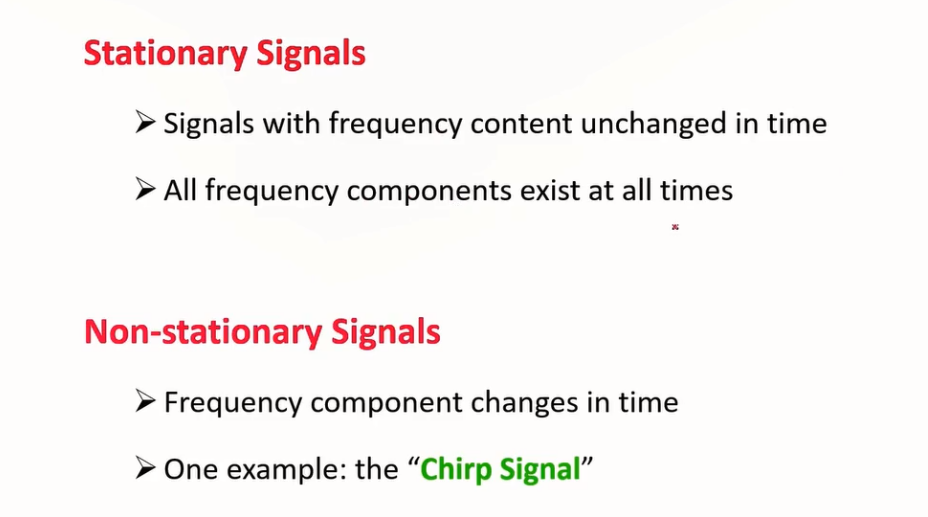 Stationary Signals
➢ Signals with frequency content unchanged in time
➢ All frequency components exist at all times
Non-stationary Signals
➢ Frequency component changes in time
➢ One example: the “Chirp Signal”